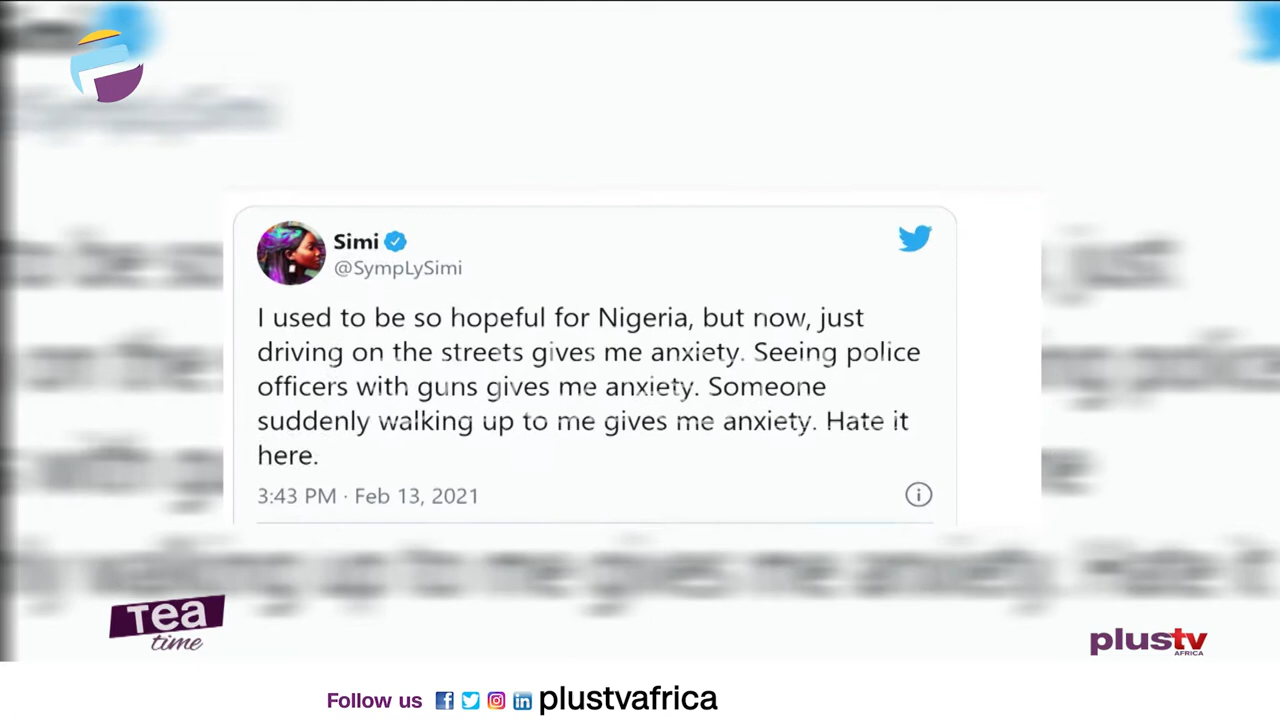 Simi
@SympLySimi
I used to be so hopeful for Nigeria, but now, just
driving on the streets gives me anxiety. Seeing police
officers with guns gives me anxiety. Someone
suddenly walking up to me gives me anxiety. Hate it
here.
3:43 PM · Feb 13, 2021
Tea
time
plustv
AFRICA
Follow us
plustvafrica